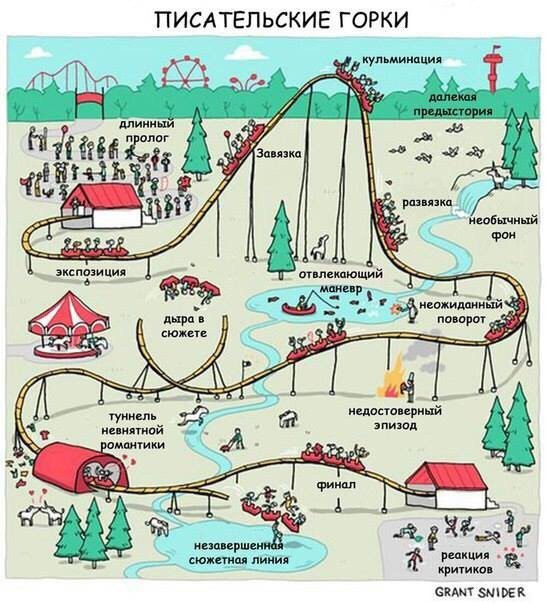 ПИСАТЕЛЬСКИЕ ГОРКИ
кульминация
далекая
предыстория
длинный
пролог
Завязка
развязка
необычный
фон
экспозиция
отвлекающий
маневр
неожиданный
поворот
дыра в
сюжете
недостоверный
эпизод
туннель
невнятной
романтики
финал
незавершенная
сюжетная линия
реакция
критиков
GRANT SNIDER